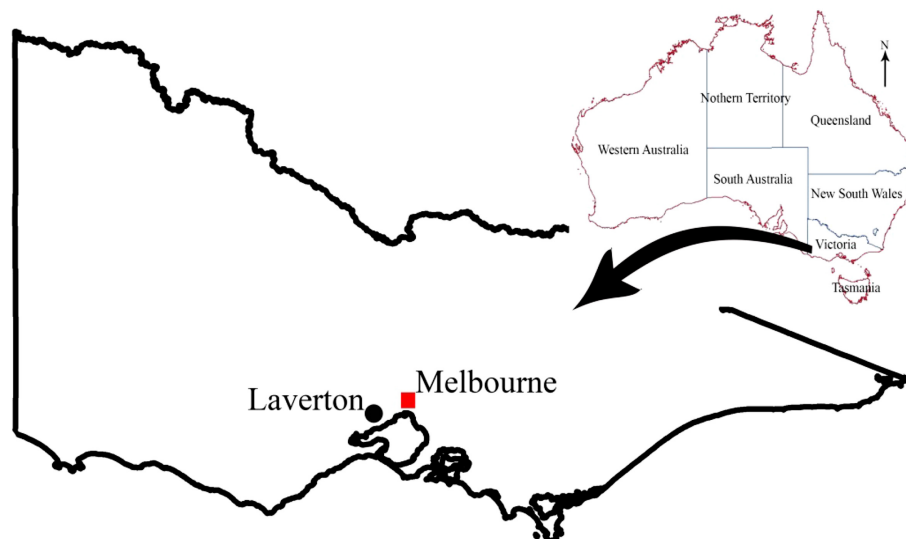 N
Nothern Territory
Queensland
Western Australia
South Australia
New South Wales
Victoria
Tasmania
Melbourne
Laverton